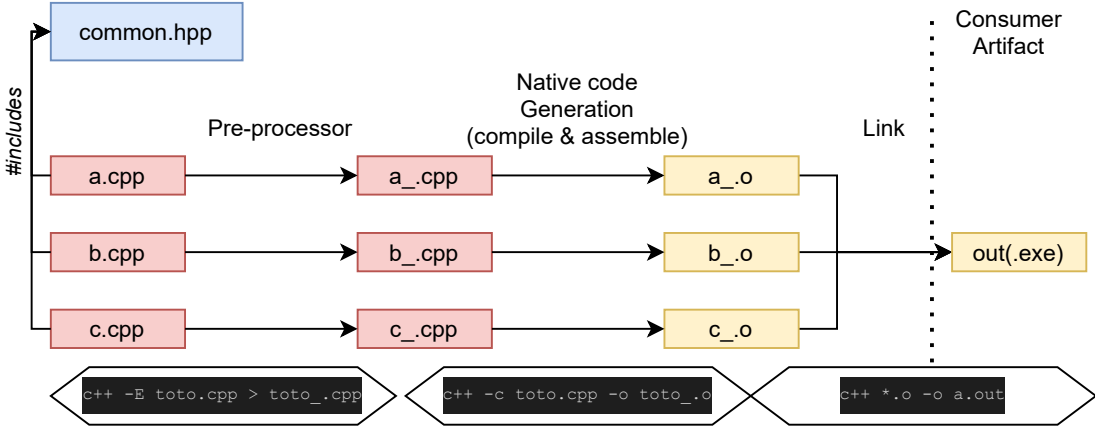 common.hpp
Consumer
Artifact
#includes
Pre-processor
Native code
Generation
(compile & assemble)
Link
a.cpp
a_.cpp
a_.o
b.cpp
b_.cpp
b_.o
out(.exe)
c.cpp
c_.cpp
c_.o
c++ -E toto.cpp > toto_.cpp
c++ -c toto.cpp -o toto_.o
c++ *.o -o a.out